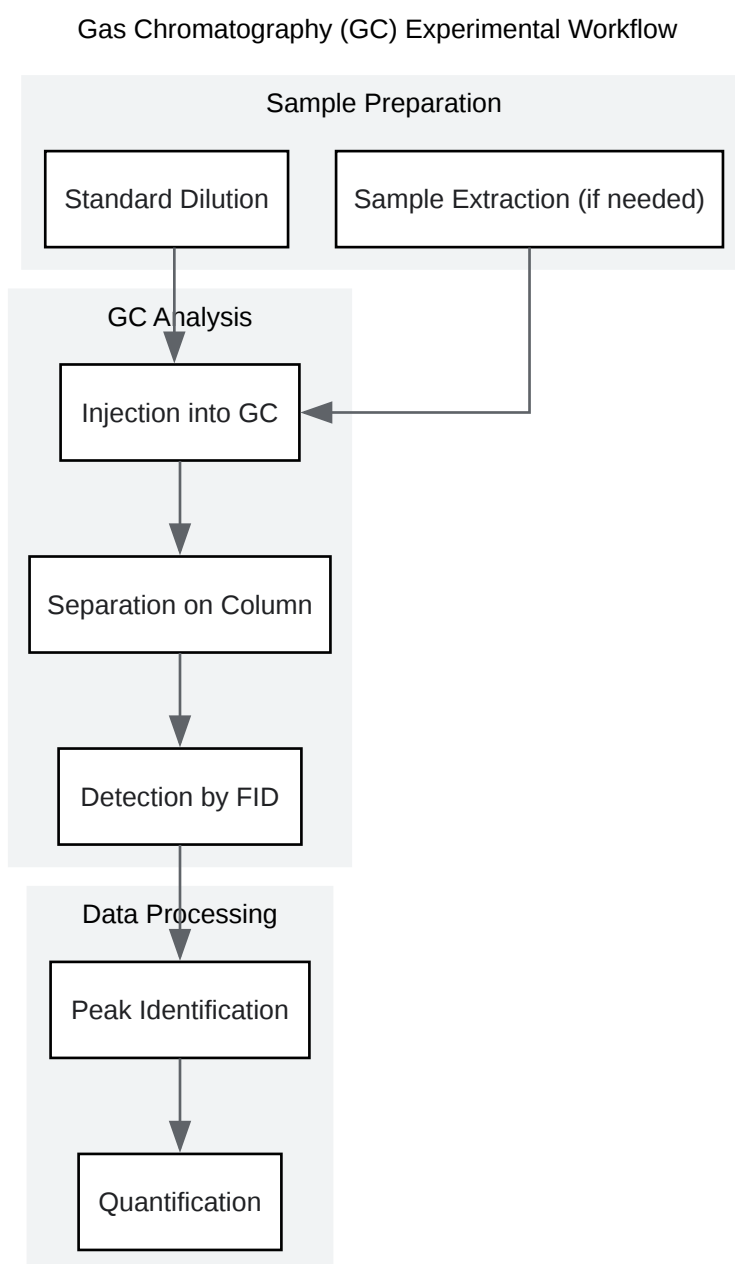 Gas Chromatography (GC) Experimental Workflow
Sample Preparation
Standard Dilution
Sample Extraction (if needed)
GC Analysis
Injection into GC
Separation on Column
Detection by FID
Data Processing
Peak Identification
Quantification